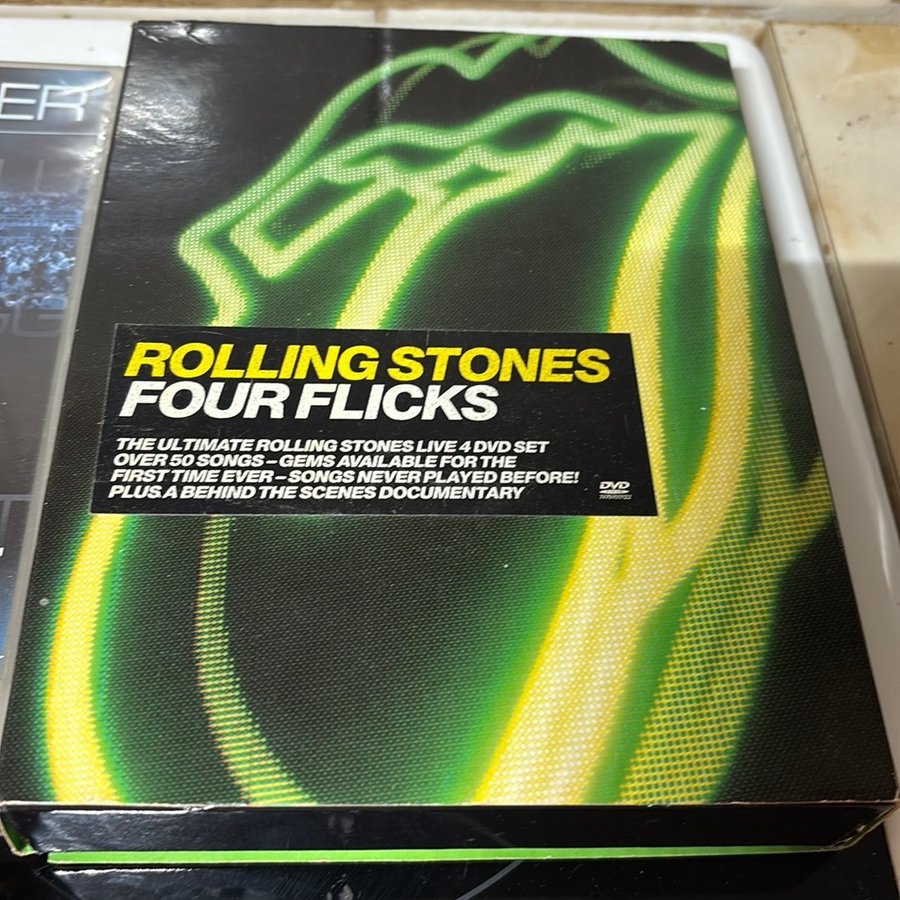 ER
ROLLING STONES
FOUR FLICKS
THE ULTIMATE ROLLING STONES LIVE 4 DVD SET
OVER 50 SONGS – GEMS AVAILABLE FOR THE
FIRST TIME EVER – SONGS NEVER PLAYED BEFORE!
PLUS A BEHIND THE SCENES DOCUMENTARY
DVD